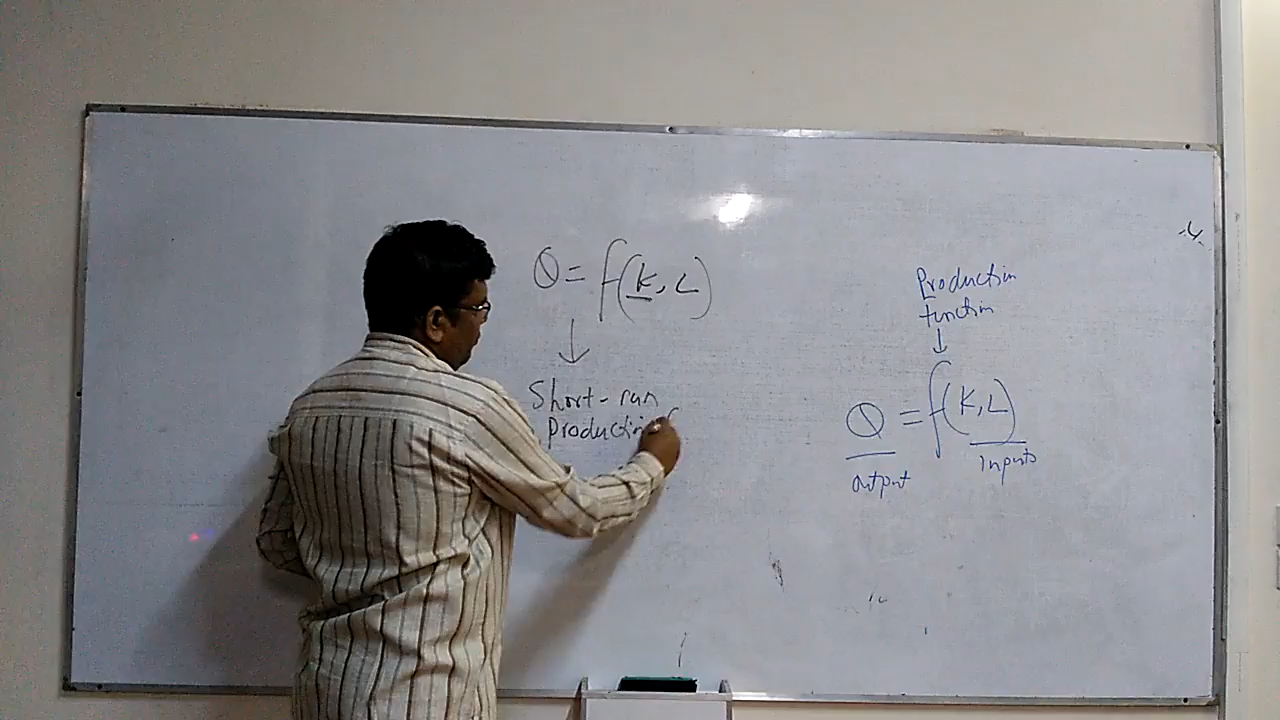 Q = f(K, L)
Short-run
Production
Production
function
Q = f(K, L)
output
inputs